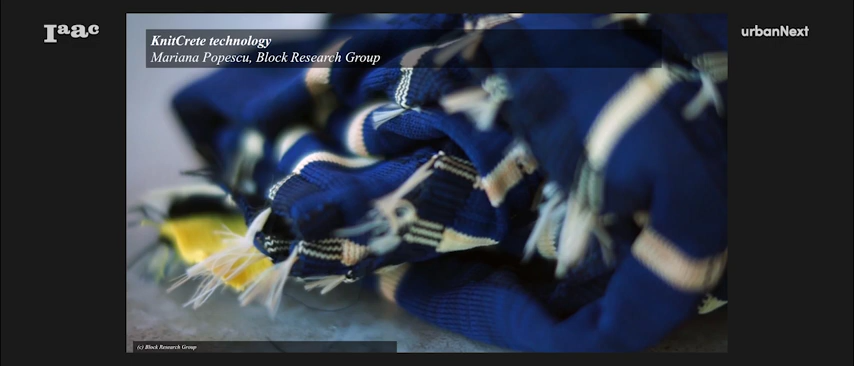 Iaac
urbanNext
KnitCrete technology
Mariana Popescu, Block Research Group
(c) Block Research Group